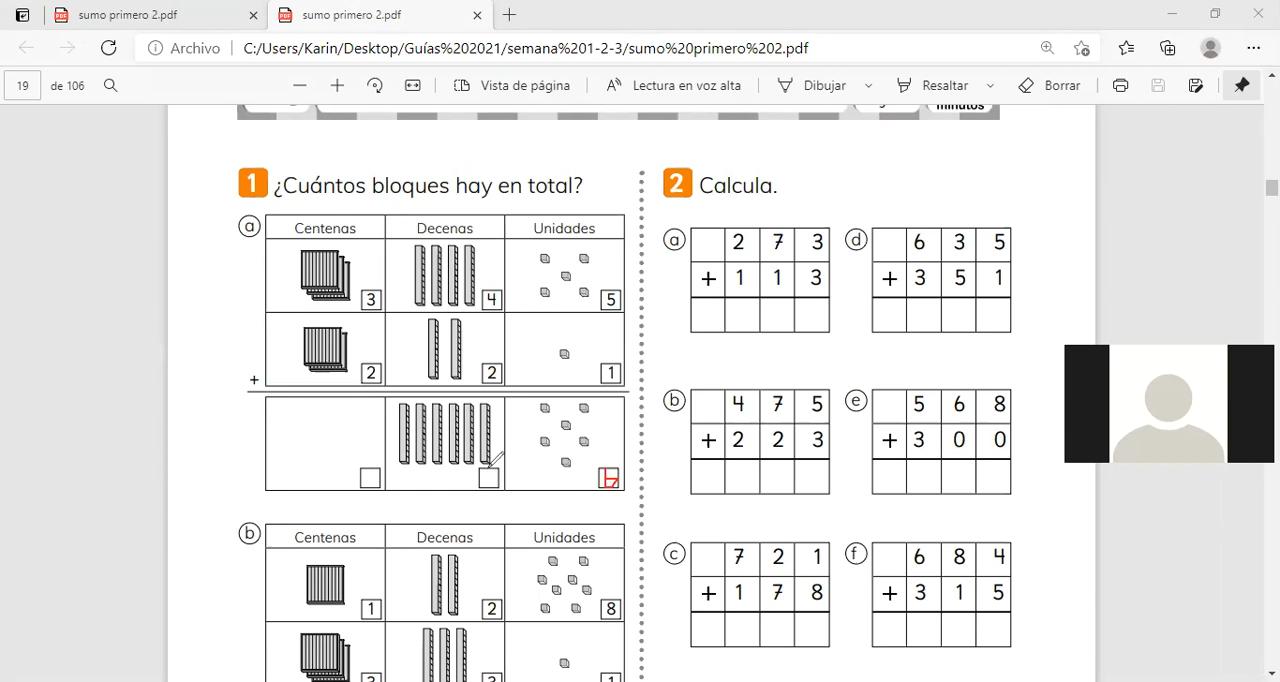 sumo primero 2.pdf
sumo primero 2.pdf
Archivo C:/Users/Karin/Desktop/Guías%202021/semana%201-2-3/sumo%20primero%202.pdf
19 de 106 Vista de página Lectura en voz alta Dibujar Resaltar Borrar
minutos
1 ¿Cuántos bloques hay en total?
a
Centenas Decenas Unidades
3 4 5
+ 2 2 1
6
b
Centenas Decenas Unidades
1 2 8
3 3 1
2 Calcula.
a
2 7 3
+ 1 1 3
b
4 7 5
+ 2 2 3
c
7 2 1
+ 1 7 8
d
6 3 5
+ 3 5 1
e
5 6 8
+ 3 0 0
f
6 8 4
+ 3 1 5